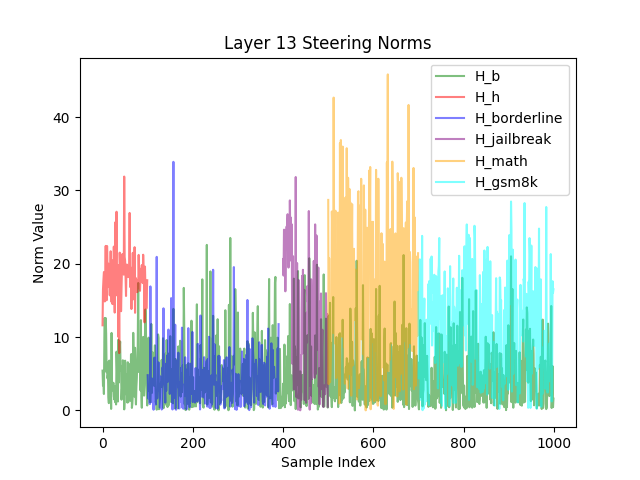 Layer 13 Steering Norms
H_b
H_h
H_borderline
H_jailbreak
H_math
H_gsm8k
Norm Value
40
30
20
10
0
0
200
400
600
800
1000
Sample Index